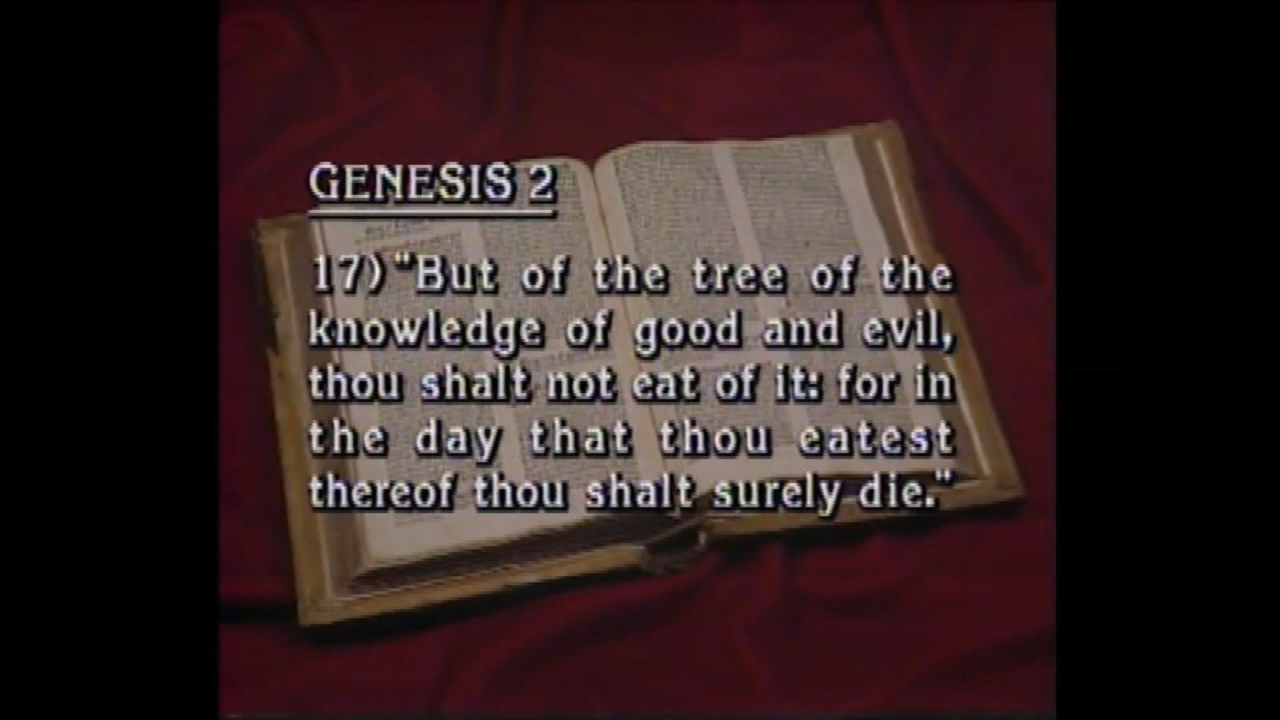 GENESIS 2
17) "But of the tree of the
knowledge of good and evil,
thou shalt not eat of it: for in
the day that thou eatest
thereof thou shalt surely die."